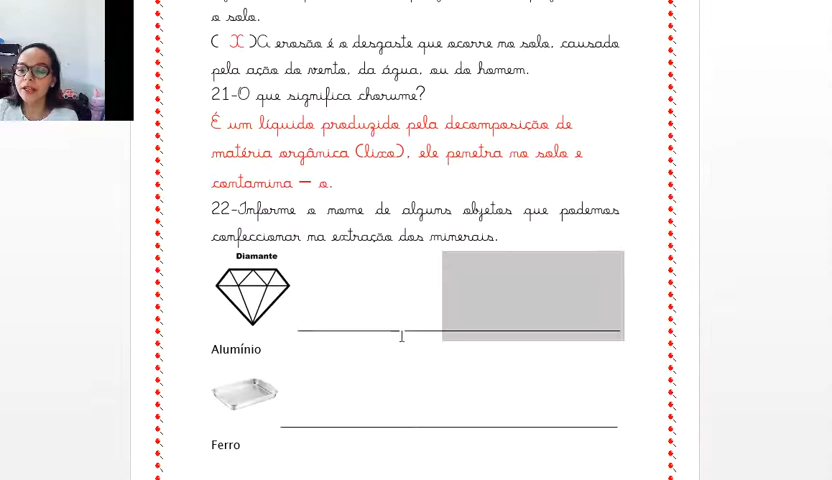 o solo.
( X )A erosão é o desgaste que ocorre no solo, causado
pela ação do vento, da água, ou do homem.
21-O que significa chorume?
É um líquido produzido pela decomposição de
matéria orgânica (lixo), ele penetra no solo e
contamina – o.
22-Informe o nome de alguns objetos que podemos
confeccionar na extração dos minerais.
Diamante
Alumínio
Ferro